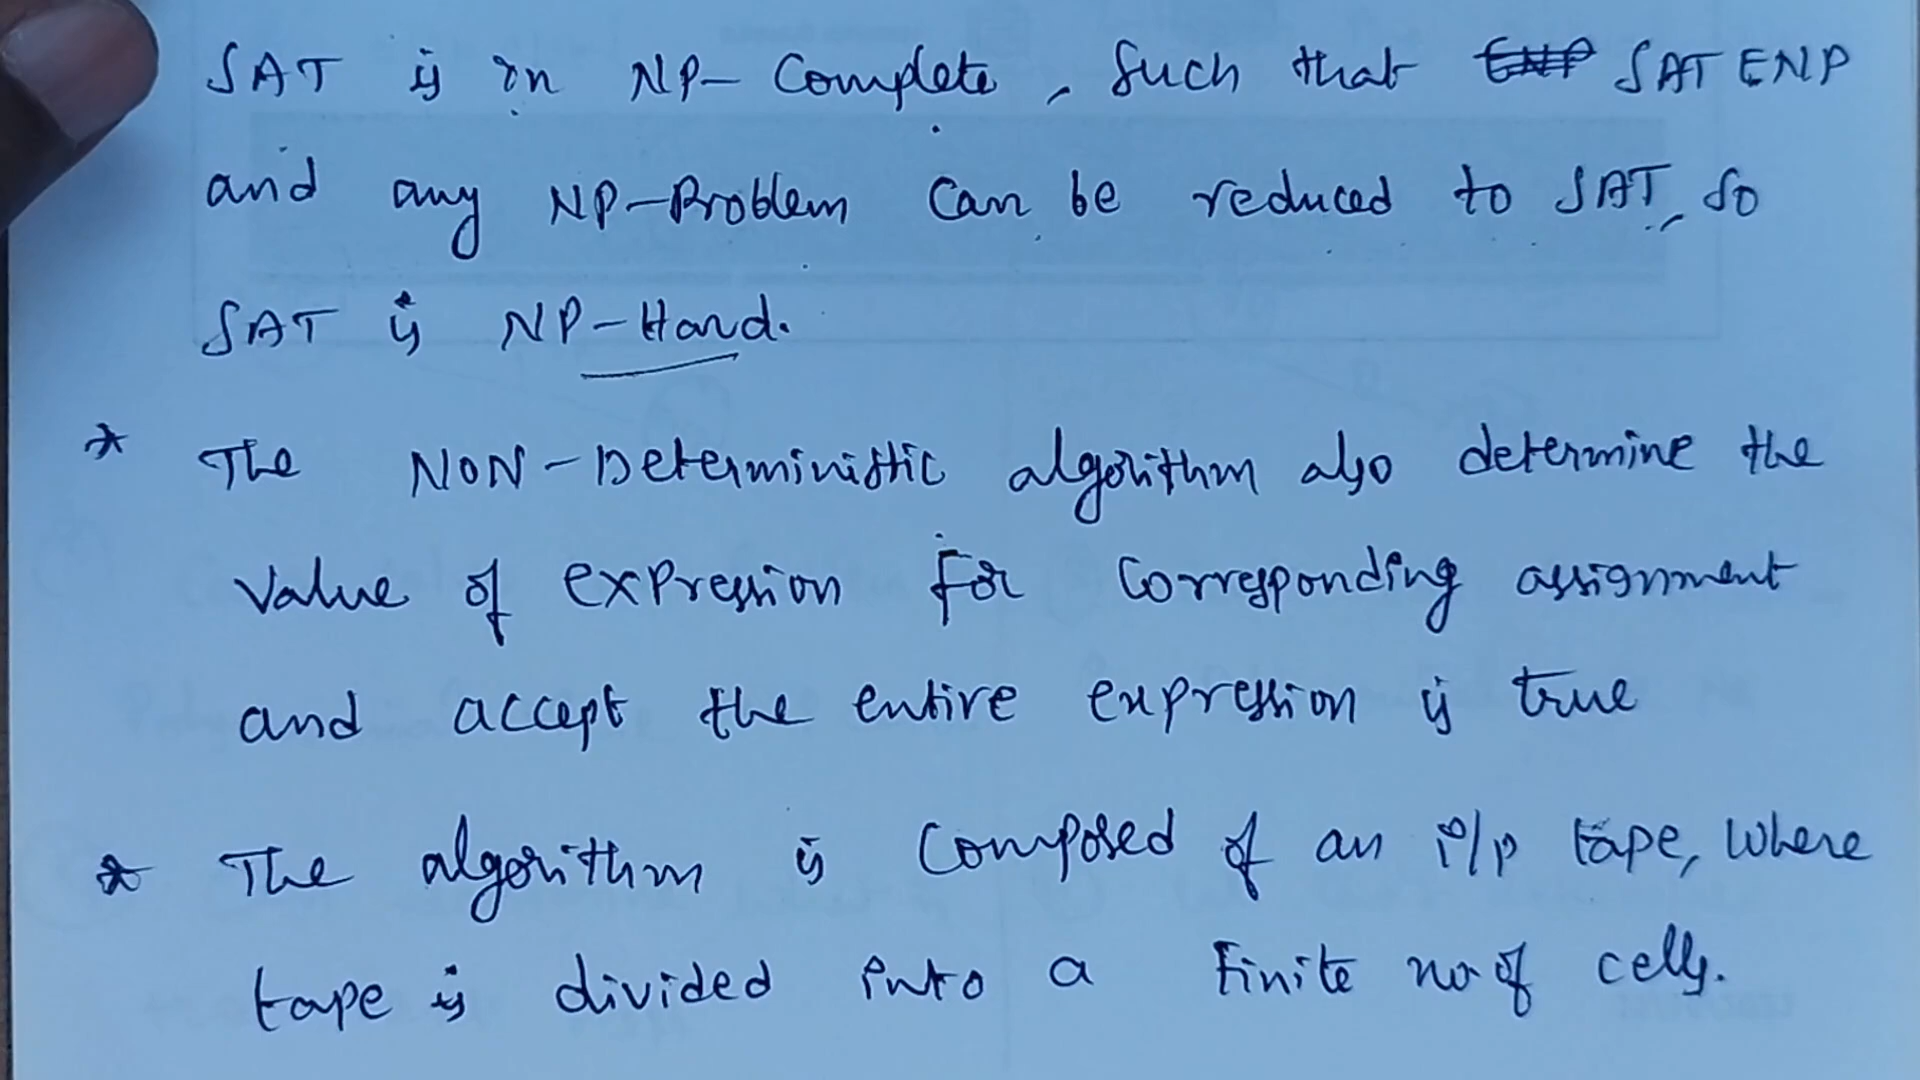 SAT is in NP-Complete, Such that SAT ENP
and any NP-Problem Can be reduced to SAT, So
SAT is NP-Hard.
* The NON-Deterministic algorithm also determine the
Value of expression for Corresponding assignment
and accept the entire expression is true
* The algorithm is Composed of an i/p tape, Where
tape is divided into a Finite no of cells.